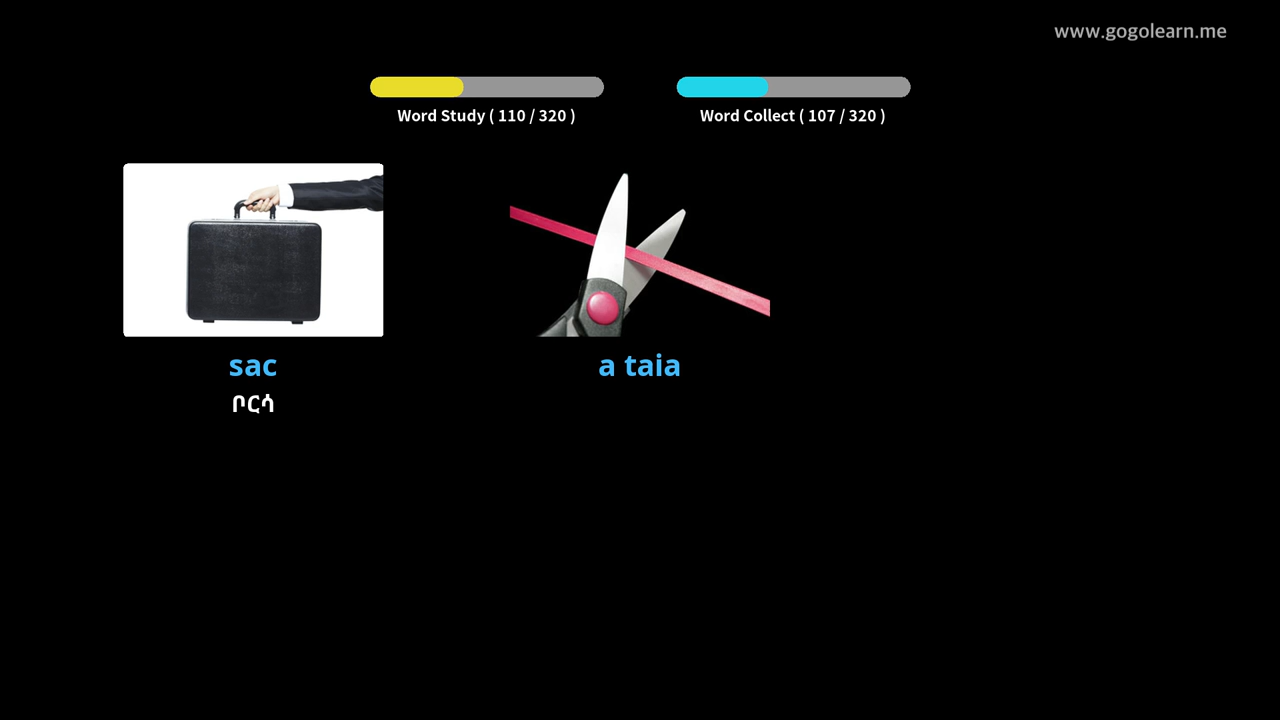 www.gogolearn.me
Word Study ( 110 / 320 )
Word Collect ( 107 / 320 )
sac
ቦርሳ
a taia